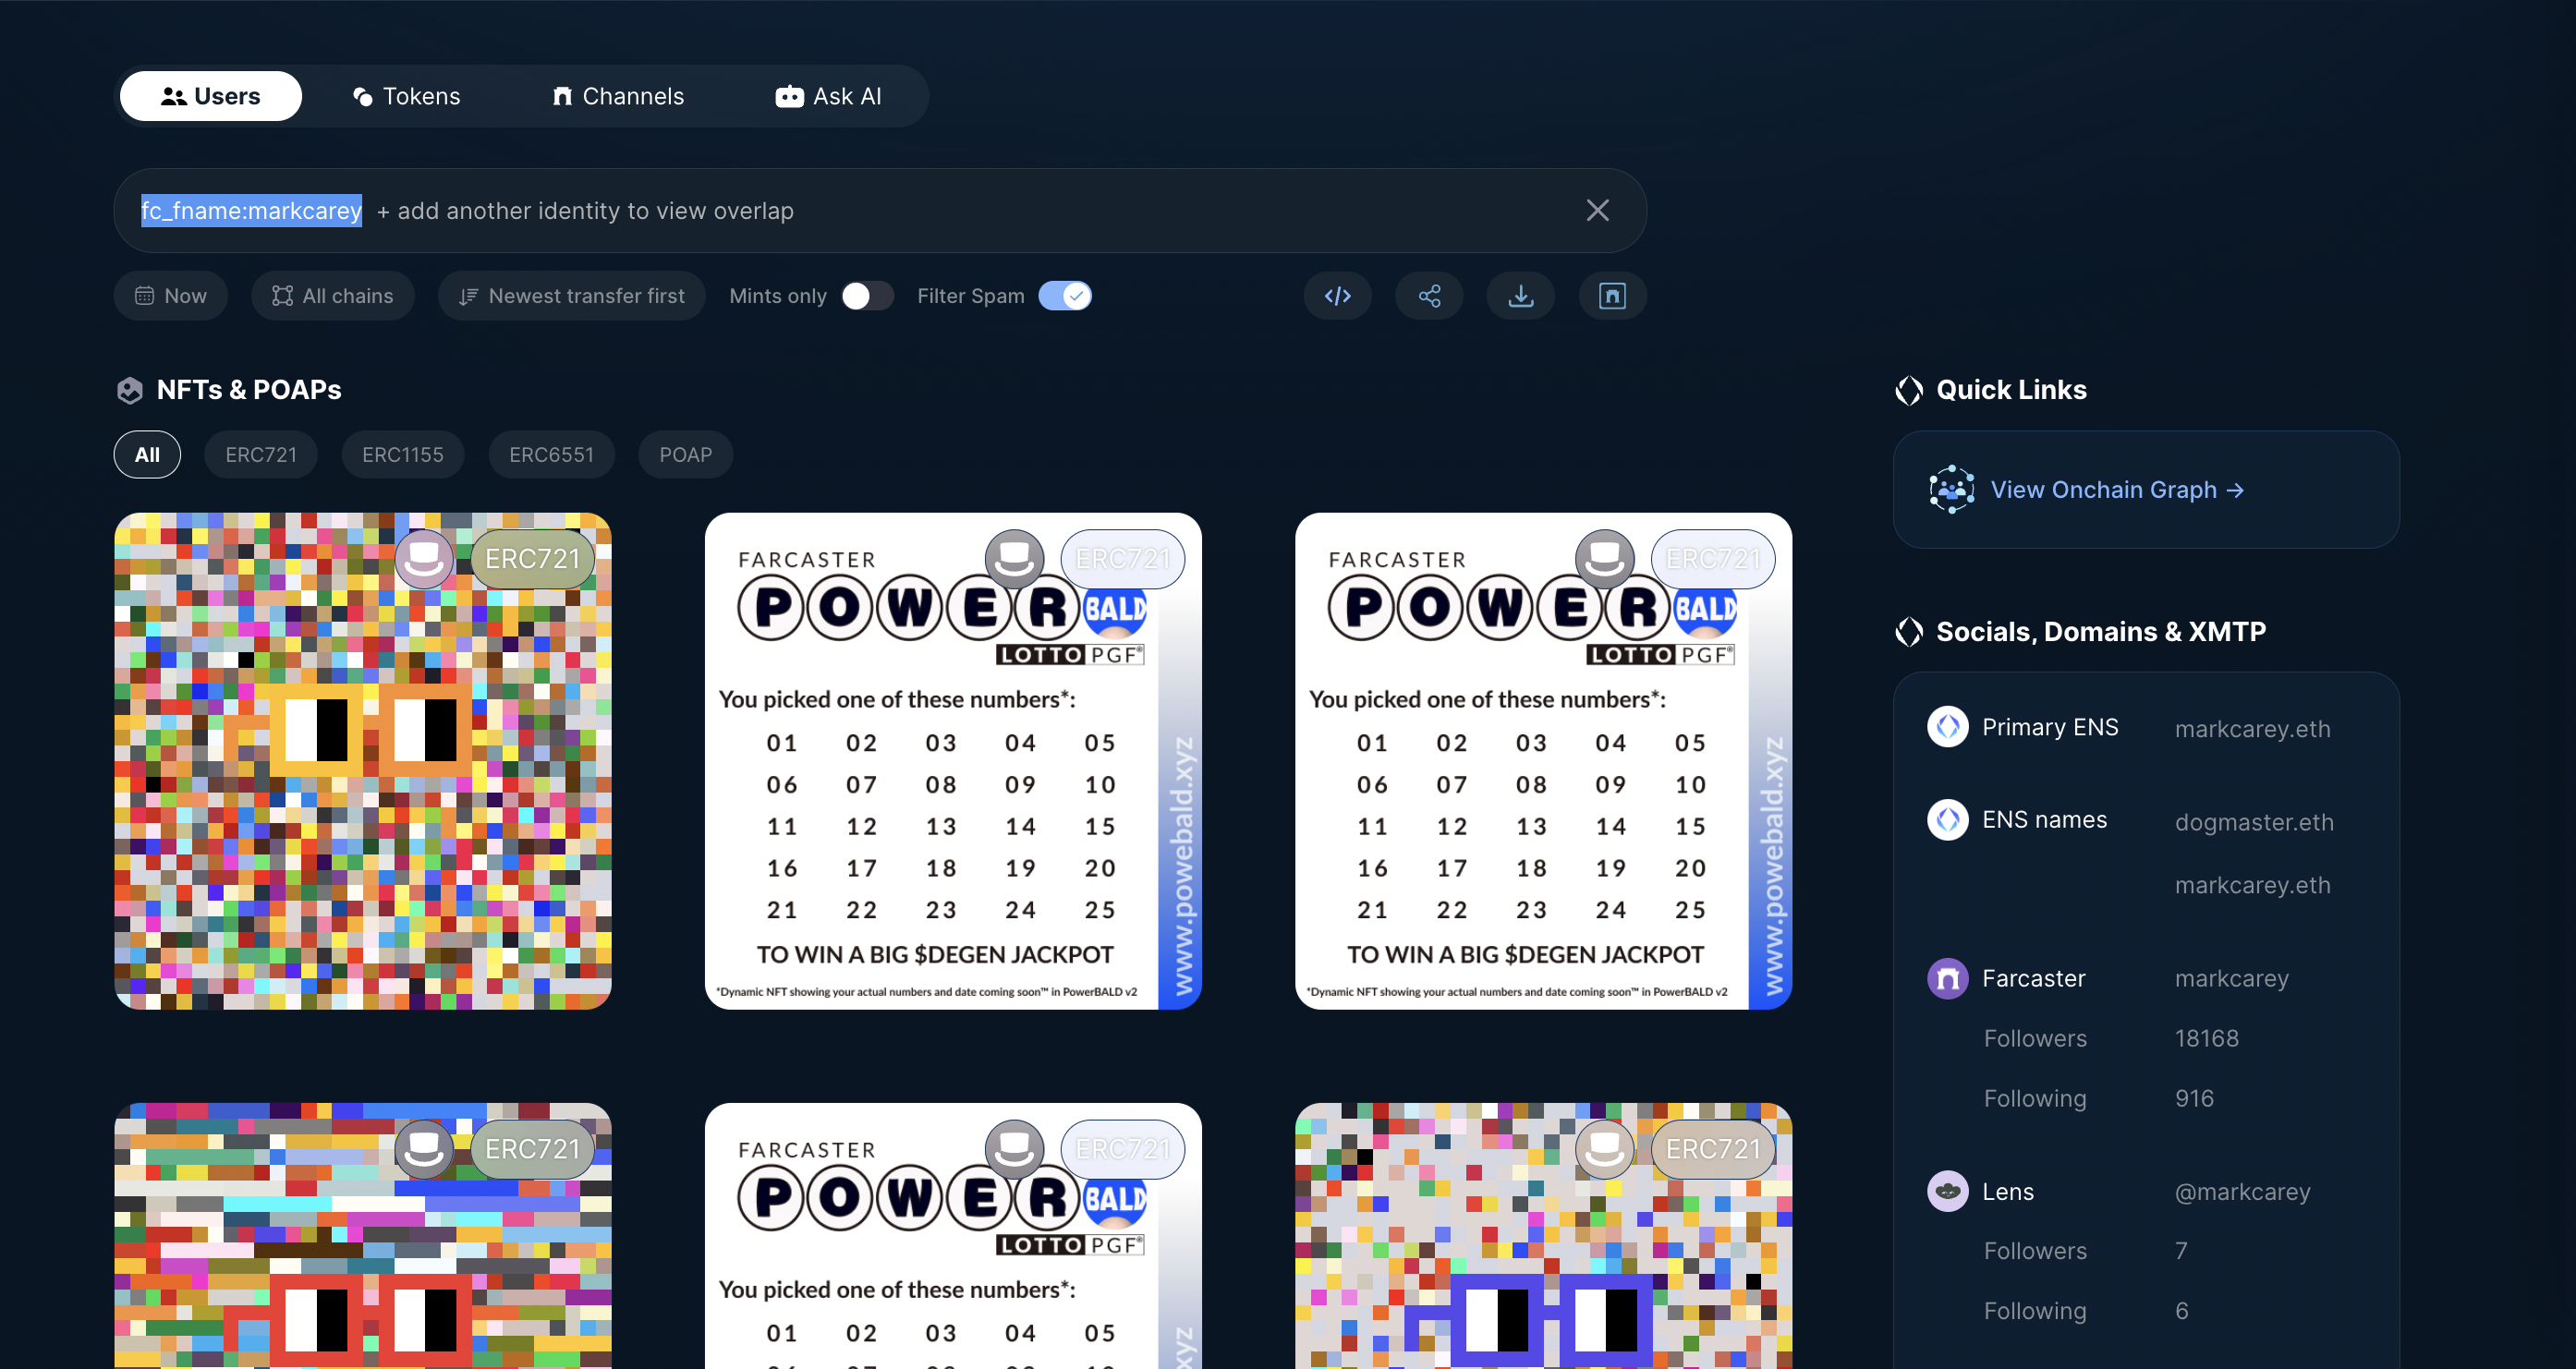 Users
Tokens
Channels
Ask AI
fc_fname:markcarey + add another identity to view overlap
Now
All chains
Newest transfer first
Mints only
Filter Spam
NFTs & POAPs
All
ERC721
ERC1155
ERC6551
POAP
ERC721
FARCASTER
ERC721
POWER BALD
LOTTO PGF®
You picked one of these numbers*:
01 02 03 04 05
06 07 08 09 10
11 12 13 14 15
16 17 18 19 20
21 22 23 24 25
TO WIN A BIG $DEGEN JACKPOT
*Dynamic NFT showing your actual numbers and date coming soon™ in PowerBALD v2
www.powebald.xyz
FARCASTER
ERC721
POWER BALD
LOTTO PGF®
You picked one of these numbers*:
01 02 03 04 05
06 07 08 09 10
11 12 13 14 15
16 17 18 19 20
21 22 23 24 25
TO WIN A BIG $DEGEN JACKPOT
*Dynamic NFT showing your actual numbers and date coming soon™ in PowerBALD v2
www.powebald.xyz
ERC721
FARCASTER
ERC721
POWER BALD
LOTTO PGF®
You picked one of these numbers*:
01 02 03 04 05
xyz
ERC721
Quick Links
View Onchain Graph →
Socials, Domains & XMTP
Primary ENS markcarey.eth
ENS names dogmaster.eth
markcarey.eth
Farcaster markcarey
Followers 18168
Following 916
Lens @markcarey
Followers 7
Following 6